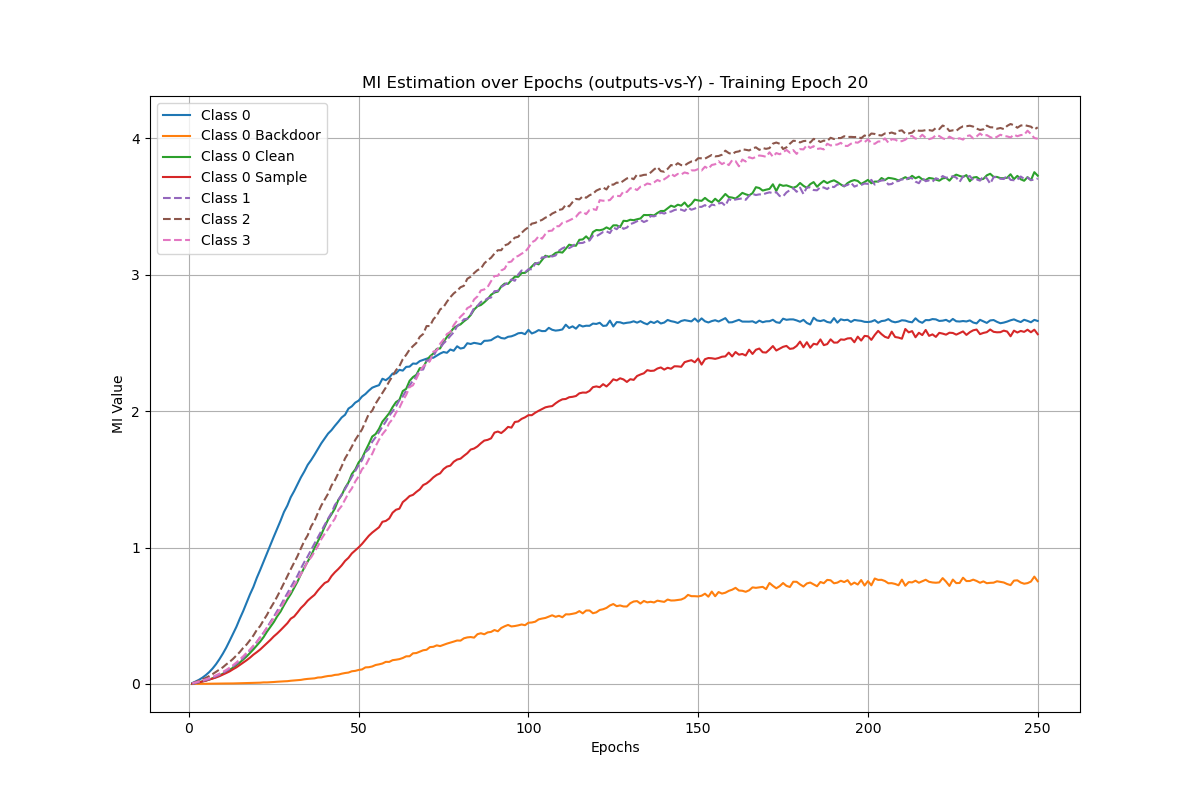 MI Estimation over Epochs (outputs-vs-Y) - Training Epoch 20
Class 0
Class 0 Backdoor
Class 0 Clean
Class 0 Sample
Class 1
Class 2
Class 3
MI Value
4
3
2
1
0
0 50 100 150 200 250
Epochs